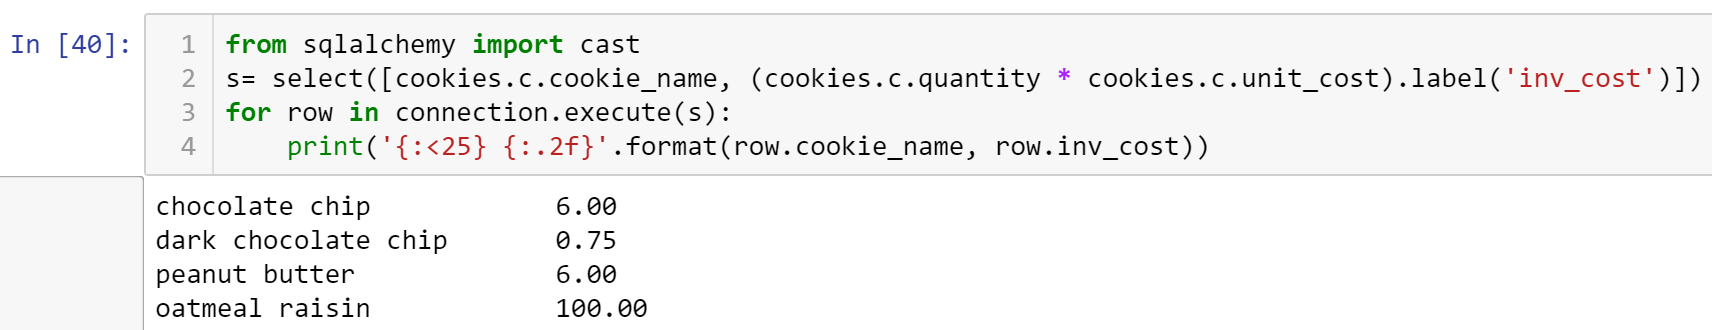 In [40]:
1 from sqlalchemy import cast
2 s= select([cookies.c.cookie_name, (cookies.c.quantity * cookies.c.unit_cost).label('inv_cost')])
3 for row in connection.execute(s):
4     print('{:<25} {:.2f}'.format(row.cookie_name, row.inv_cost))
chocolate chip            6.00
dark chocolate chip       0.75
peanut butter             6.00
oatmeal raisin            100.00